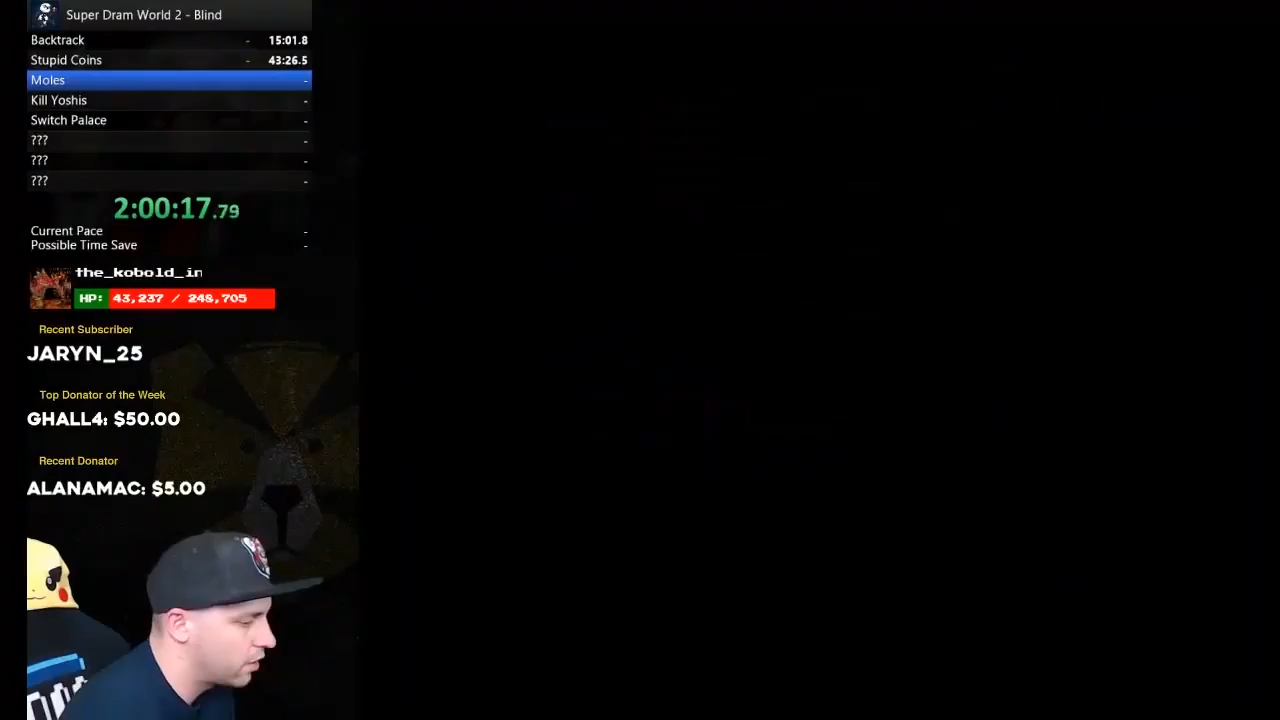 Super Dram World 2 - Blind
Backtrack - 15:01.8
Stupid Coins - 43:26.5
Moles -
Kill Yoshis -
Switch Palace -
??? -
??? -
??? -
2:00:17.79
Current Pace -
Possible Time Save -
the_kobold_in
HP: 43,237 / 248,705
Recent Subscriber
JARYN_25
Top Donator of the Week
GHALL4: $50.00
Recent Donator
ALANAMAC: $5.00